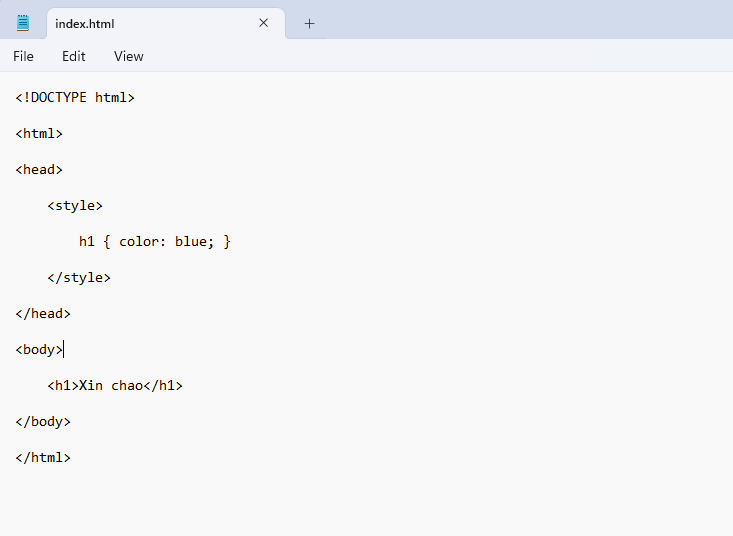 index.html
File Edit View
<!DOCTYPE html>
<html>
<head>
    <style>
        h1 { color: blue; }
    </style>
</head>
<body>
    <h1>Xin chao</h1>
</body>
</html>